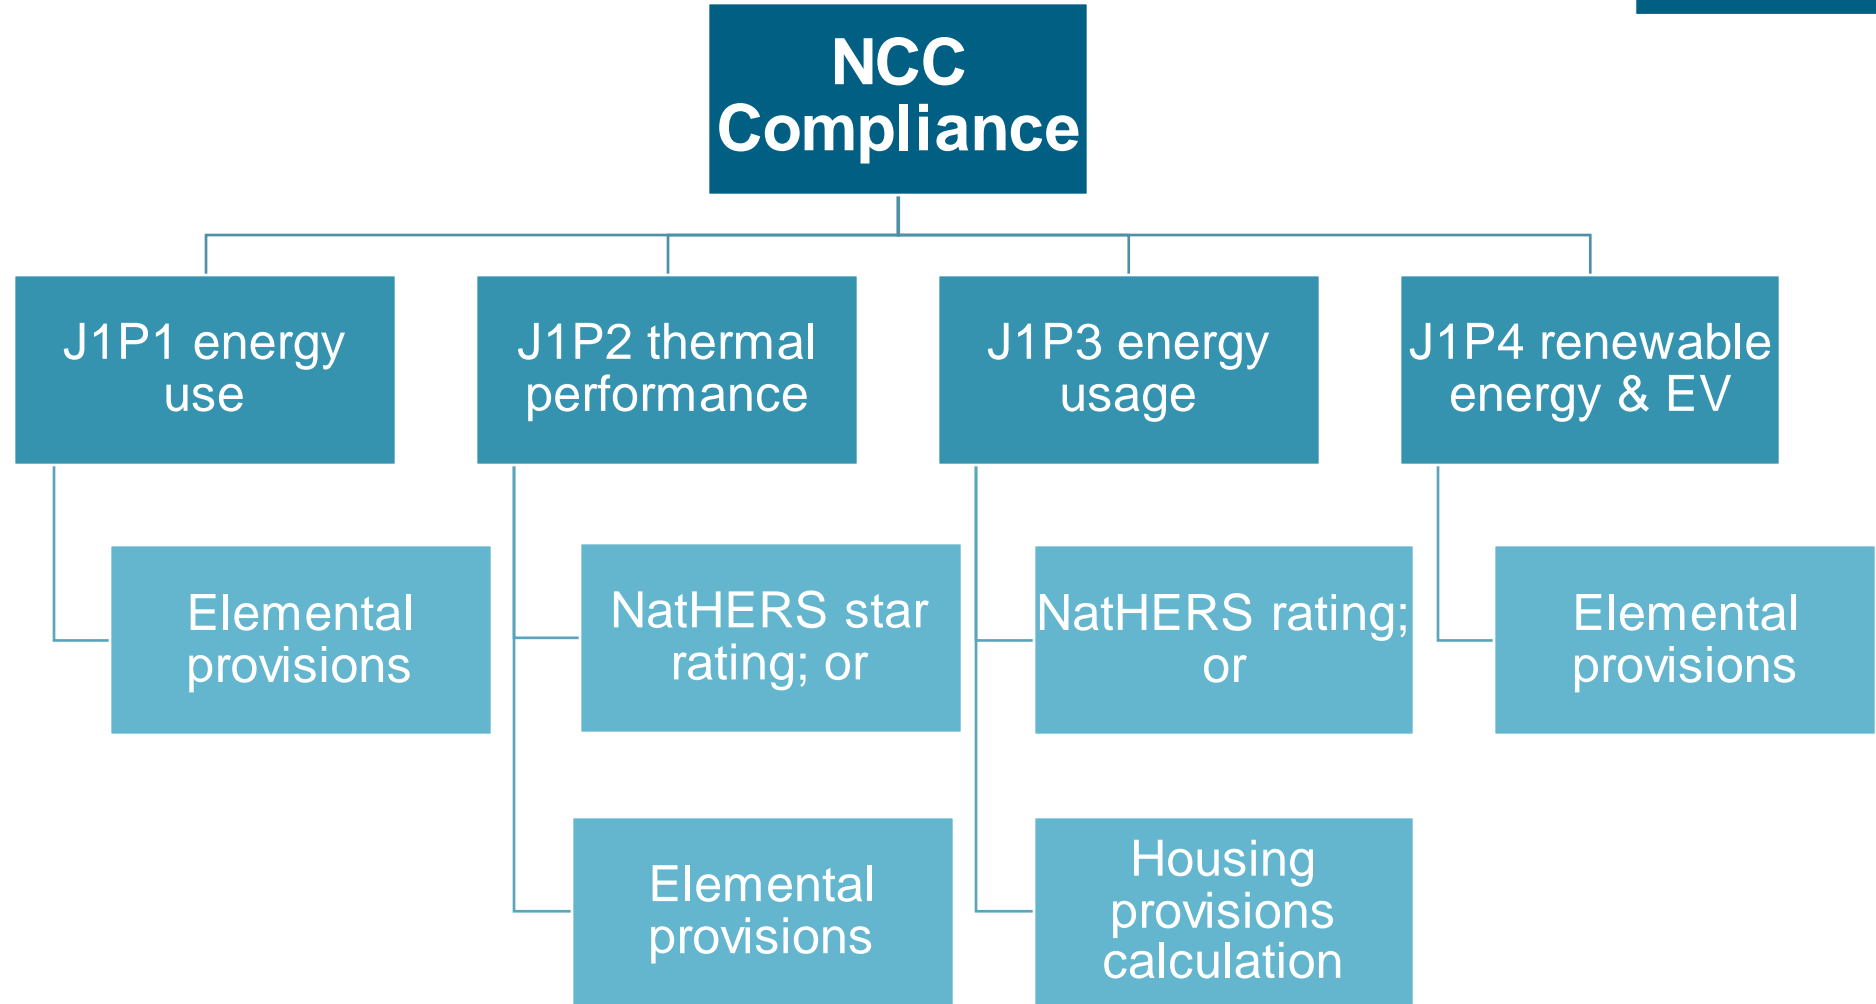 NCC
Compliance
J1P1 energy
use
J1P2 thermal
performance
J1P3 energy
usage
J1P4 renewable
energy & EV
Elemental
provisions
NatHERS star
rating; or
NatHERS rating;
or
Elemental
provisions
Elemental
provisions
Housing
provisions
calculation